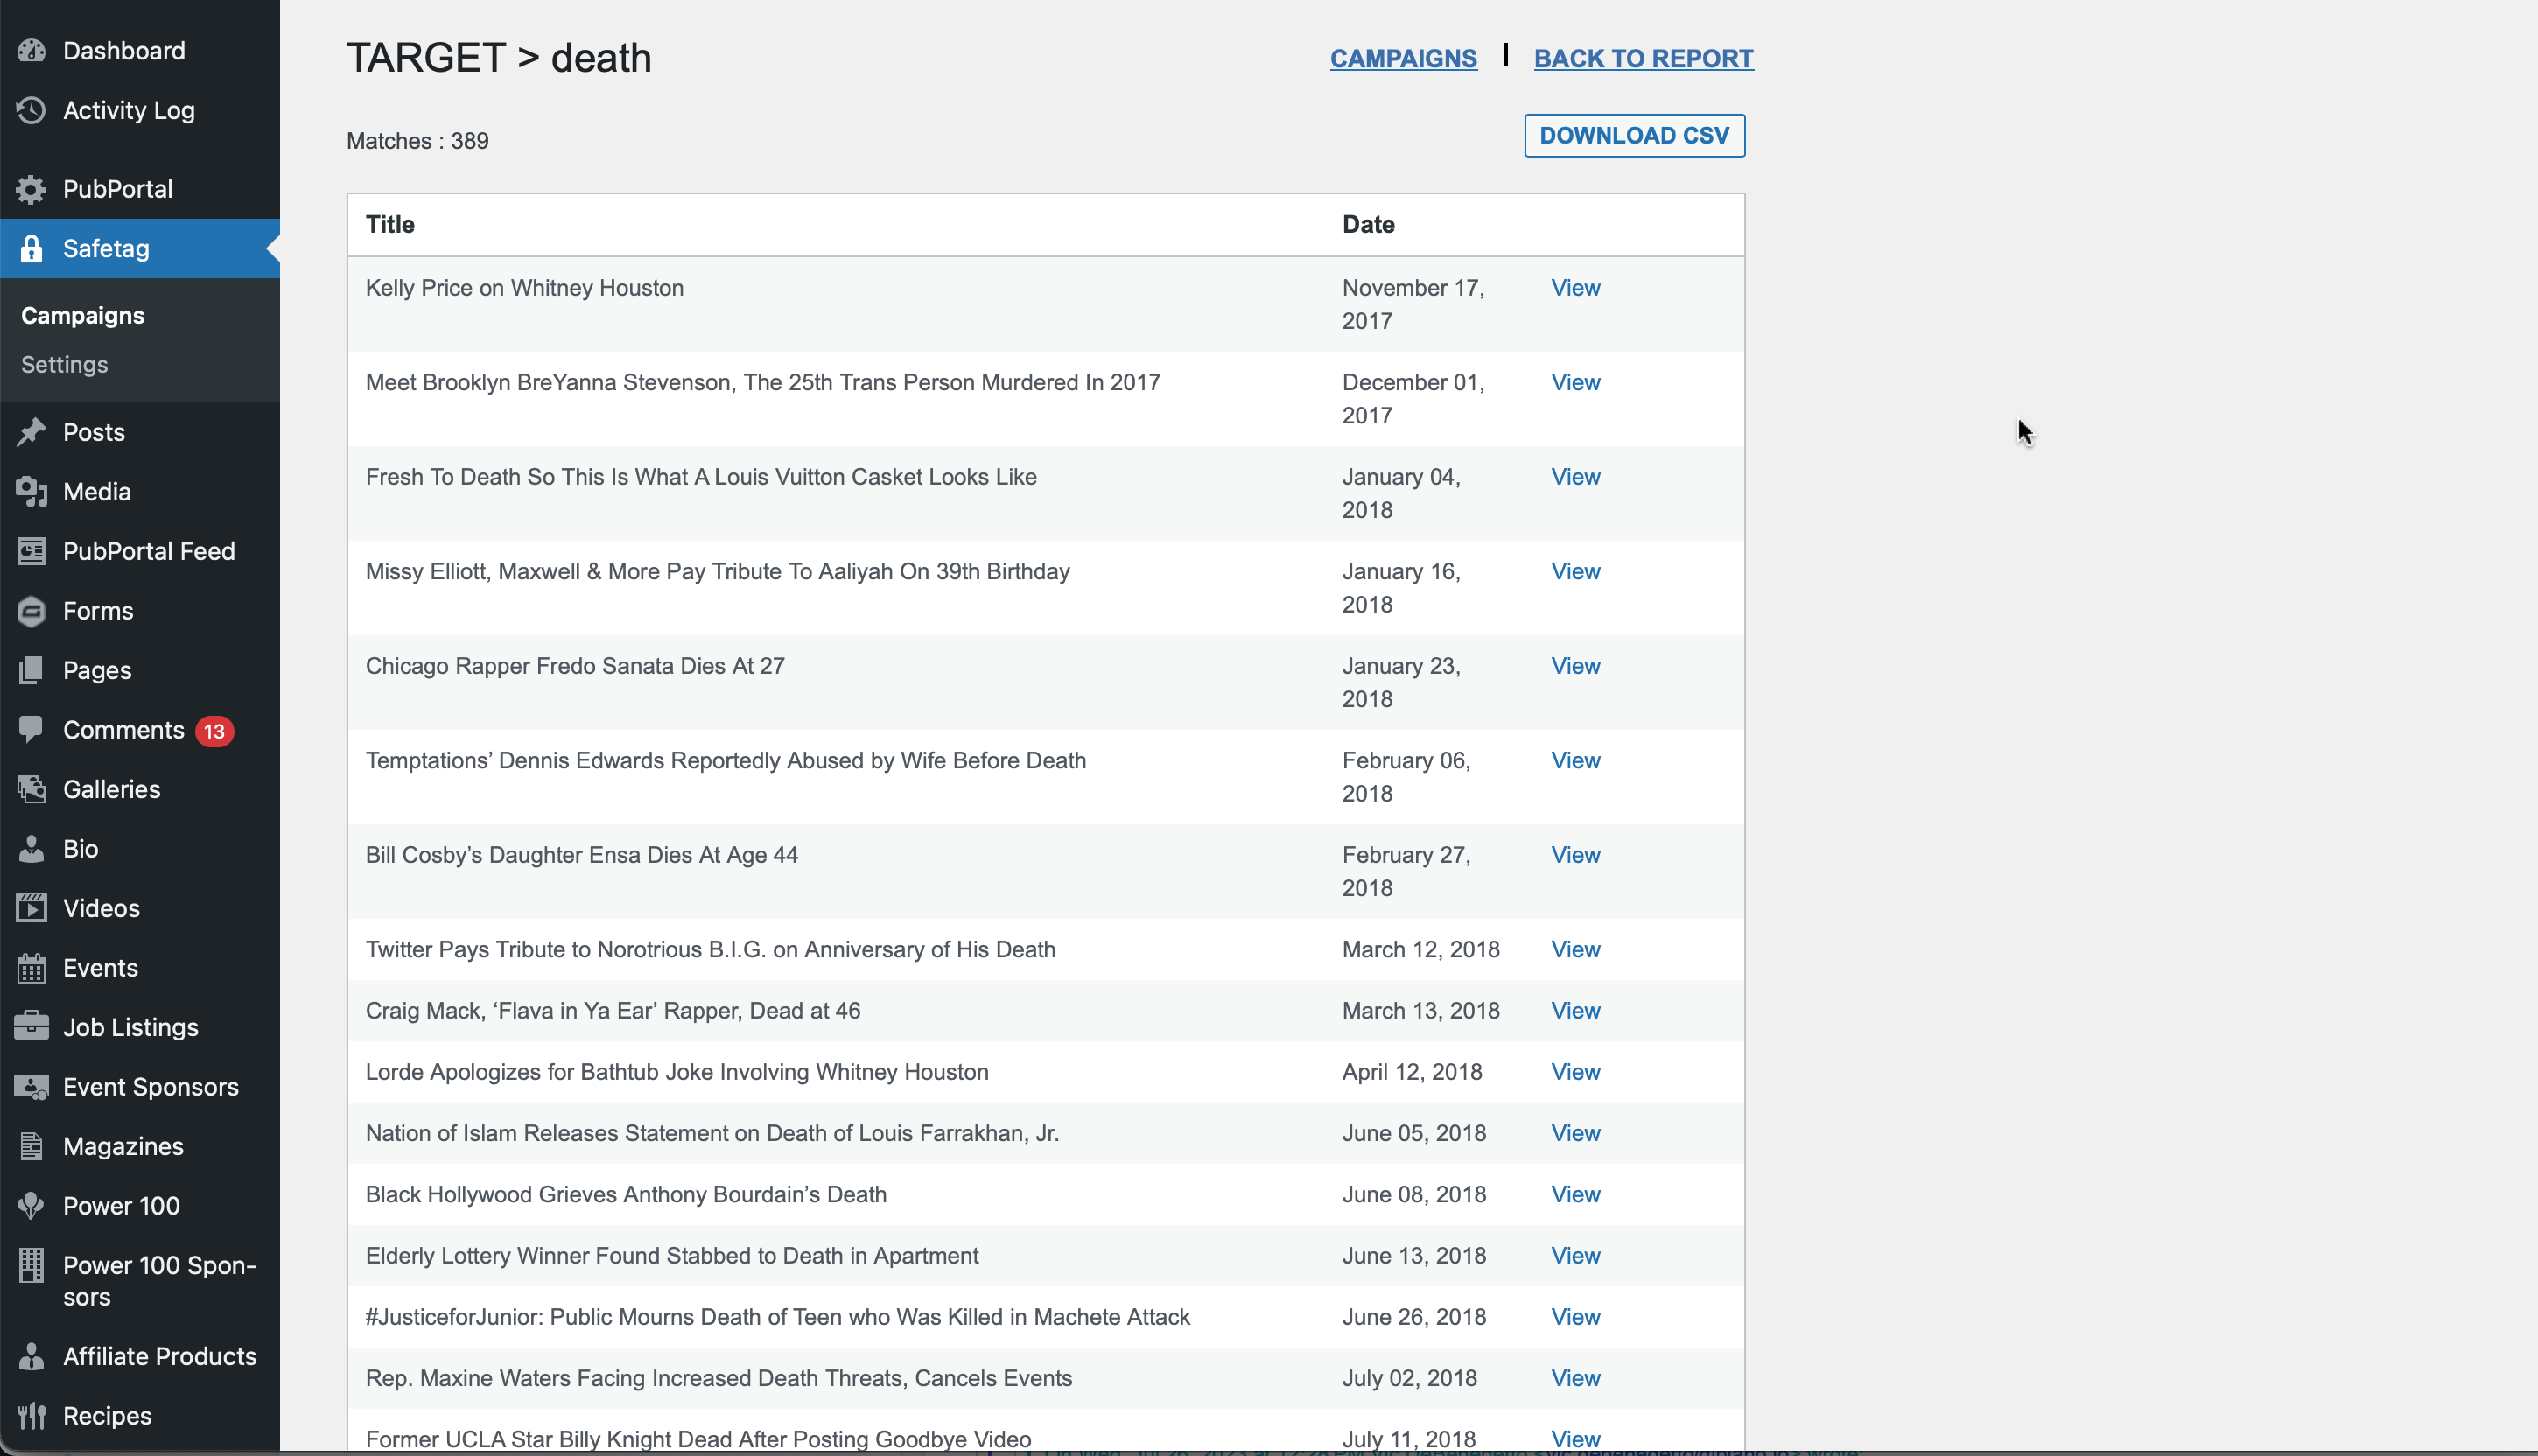 Dashboard
Activity Log
PubPortal
Safetag
Campaigns
Settings
Posts
Media
PubPortal Feed
Forms
Pages
Comments 13
Galleries
Bio
Videos
Events
Job Listings
Event Sponsors
Magazines
Power 100
Power 100 Spon-
sors
Affiliate Products
Recipes
TARGET > death
CAMPAIGNS | BACK TO REPORT
Matches : 389
DOWNLOAD CSV
Title Date
Kelly Price on Whitney Houston November 17, View
2017
Meet Brooklyn BreYanna Stevenson, The 25th Trans Person Murdered In 2017 December 01, View
2017
Fresh To Death So This Is What A Louis Vuitton Casket Looks Like January 04, View
2018
Missy Elliott, Maxwell & More Pay Tribute To Aaliyah On 39th Birthday January 16, View
2018
Chicago Rapper Fredo Sanata Dies At 27 January 23, View
2018
Temptations’ Dennis Edwards Reportedly Abused by Wife Before Death February 06, View
2018
Bill Cosby’s Daughter Ensa Dies At Age 44 February 27, View
2018
Twitter Pays Tribute to Norotrious B.I.G. on Anniversary of His Death March 12, 2018 View
Craig Mack, ‘Flava in Ya Ear’ Rapper, Dead at 46 March 13, 2018 View
Lorde Apologizes for Bathtub Joke Involving Whitney Houston April 12, 2018 View
Nation of Islam Releases Statement on Death of Louis Farrakhan, Jr. June 05, 2018 View
Black Hollywood Grieves Anthony Bourdain’s Death June 08, 2018 View
Elderly Lottery Winner Found Stabbed to Death in Apartment June 13, 2018 View
#JusticeforJunior: Public Mourns Death of Teen who Was Killed in Machete Attack June 26, 2018 View
Rep. Maxine Waters Facing Increased Death Threats, Cancels Events July 02, 2018 View
Former UCLA Star Billy Knight Dead After Posting Goodbye Video July 11, 2018 View